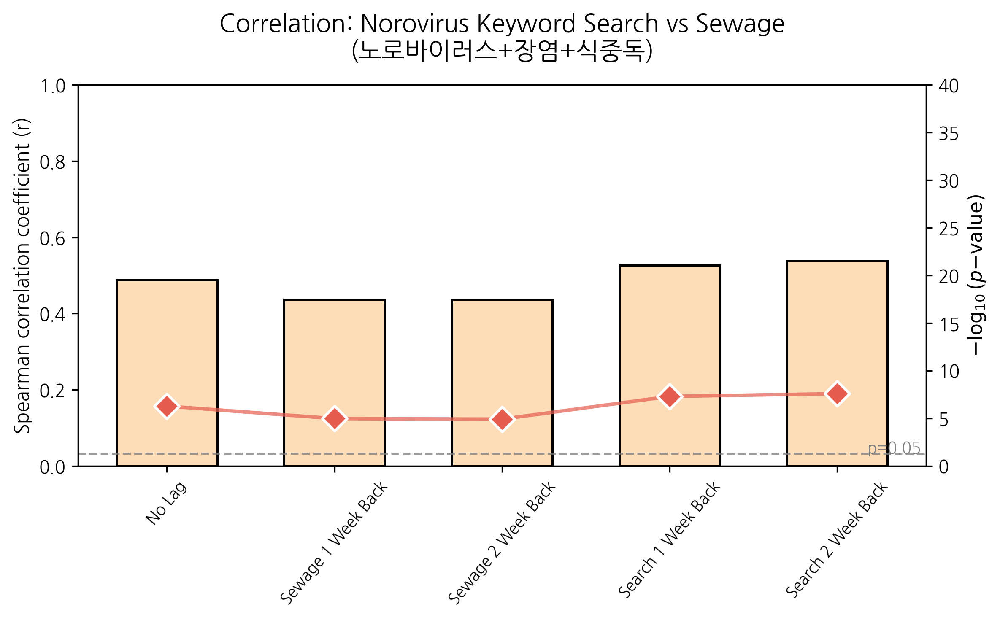 Correlation: Norovirus Keyword Search vs Sewage
(노로바이러스+장염+식중독)
Spearman correlation coefficient (r)
1.0
0.8
0.6
0.4
0.2
0.0
40
35
30
25
20
15
10
5
0
−log₁₀(p−value)
p=0.05
No Lag
Sewage 1 Week Back
Sewage 2 Week Back
Search 1 Week Back
Search 2 Week Back